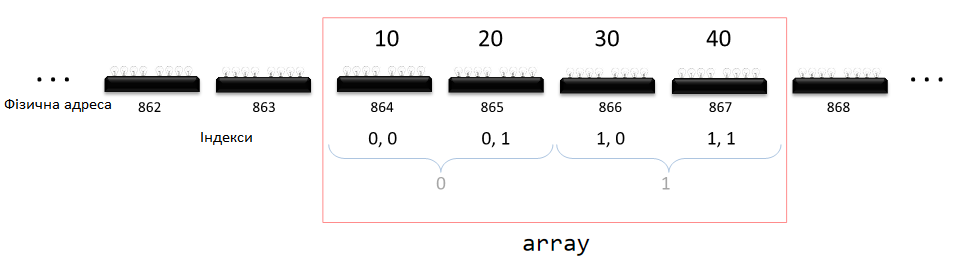 10 20 30 40
... ...
Фізична адреса 862 863 864 865 866 867 868
Індекси 0, 0 0, 1 1, 0 1, 1
0 1
array